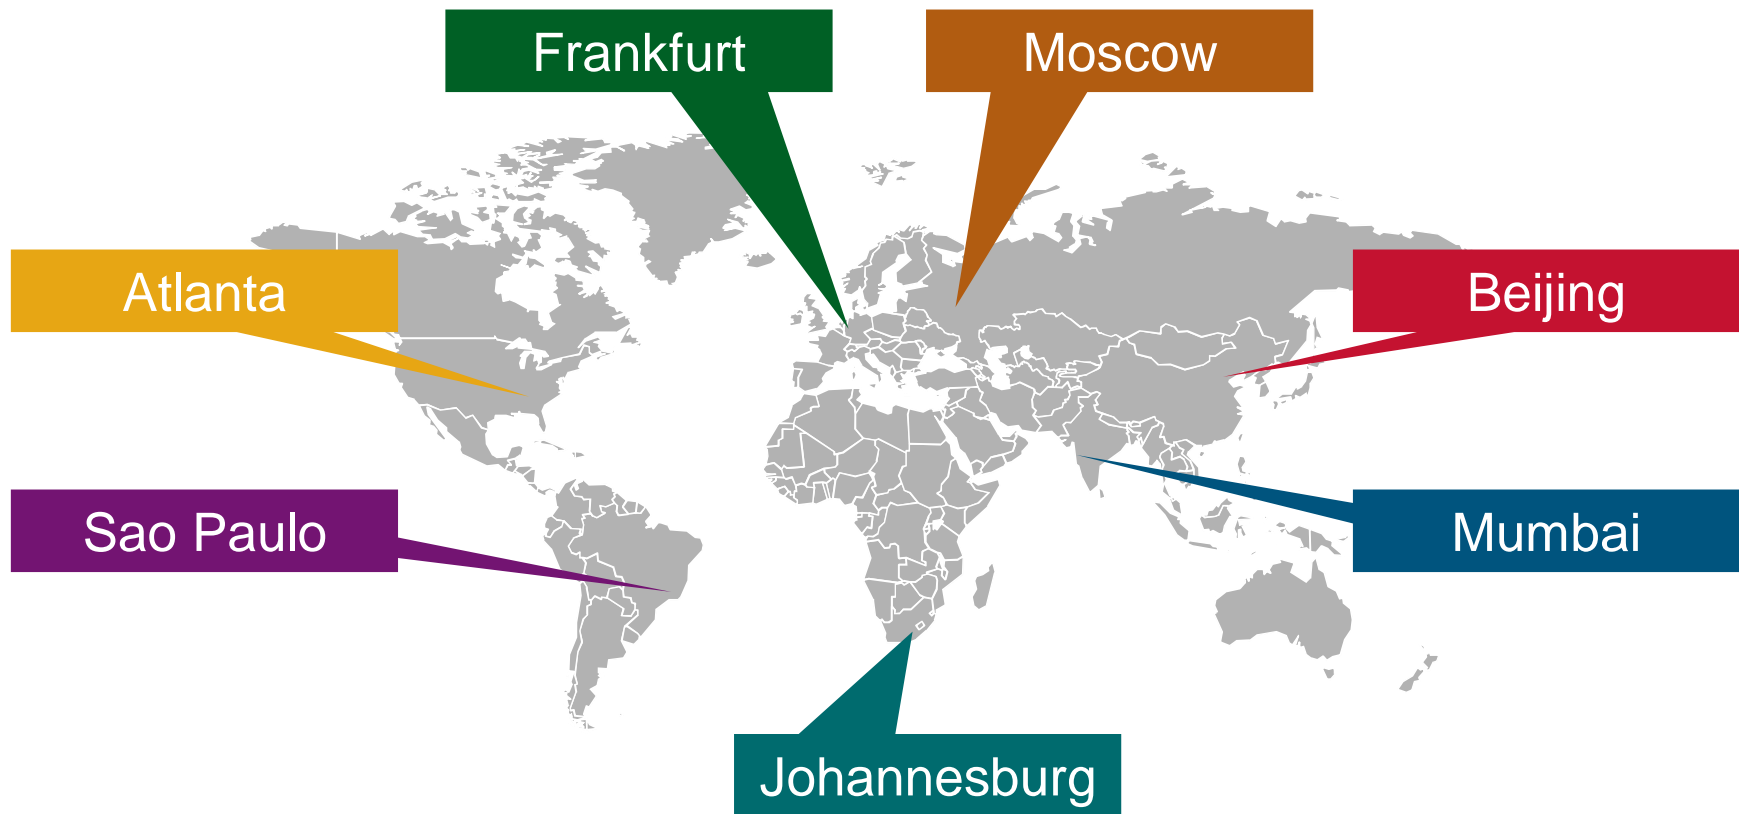 Frankfurt
Moscow
Atlanta
Beijing
Sao Paulo
Mumbai
Johannesburg